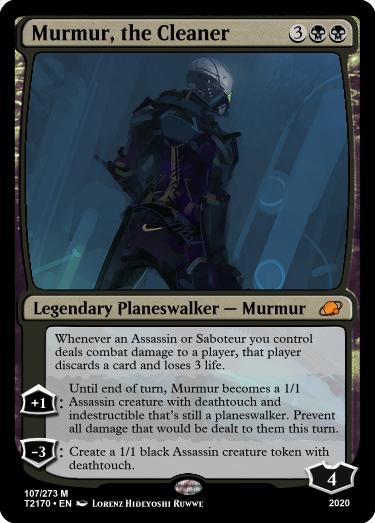 Murmur, the Cleaner 3
Legendary Planeswalker — Murmur
Whenever an Assassin or Saboteur you control
deals combat damage to a player, that player
discards a card and loses 3 life.
Until end of turn, Murmur becomes a 1/1
+1: Assassin creature with deathtouch and
indestructible that's still a planeswalker. Prevent
all damage that would be dealt to them this turn.
-3: Create a 1/1 black Assassin creature token with
deathtouch.
4
107/273 M
T2170 • EN Lorenz Hideyoshi Ruwwe
2020